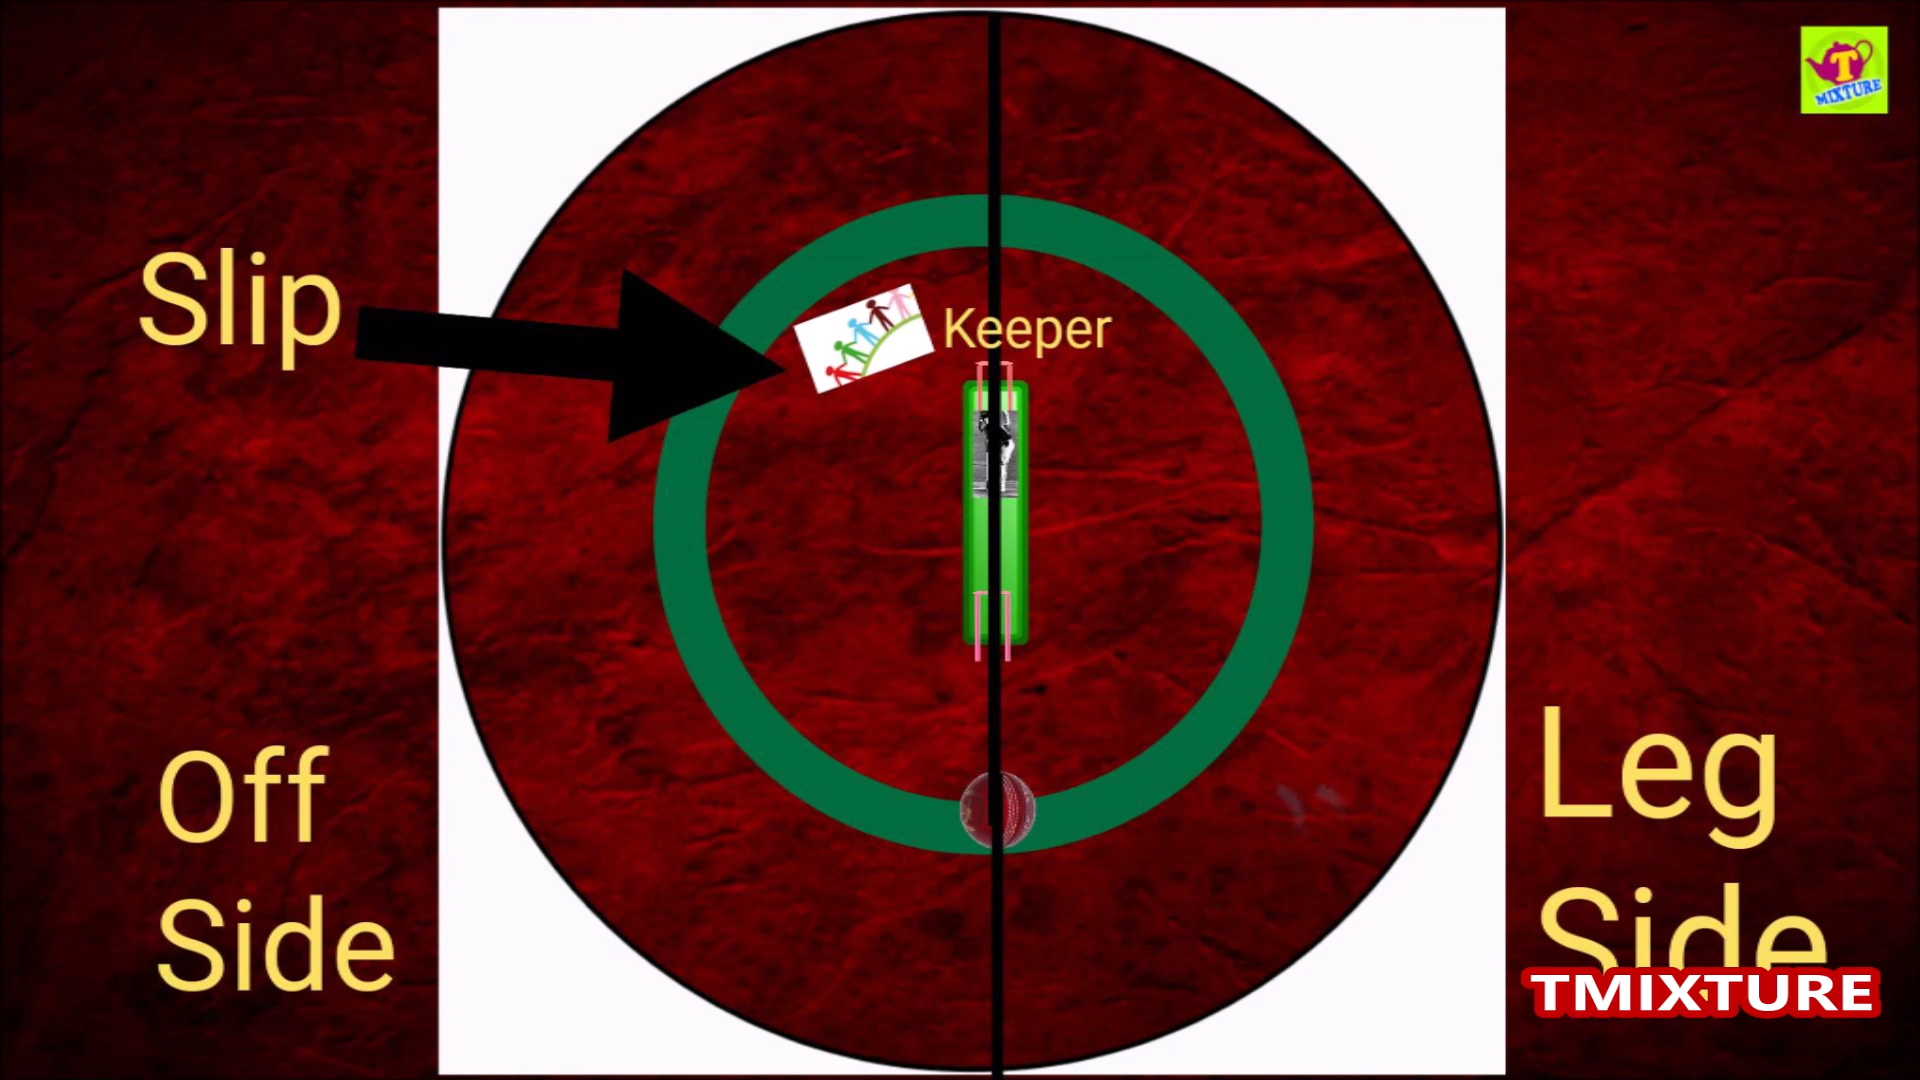 T
MIXTURE
Slip
Keeper
Off
Side
Leg
Side
TMIXTURE